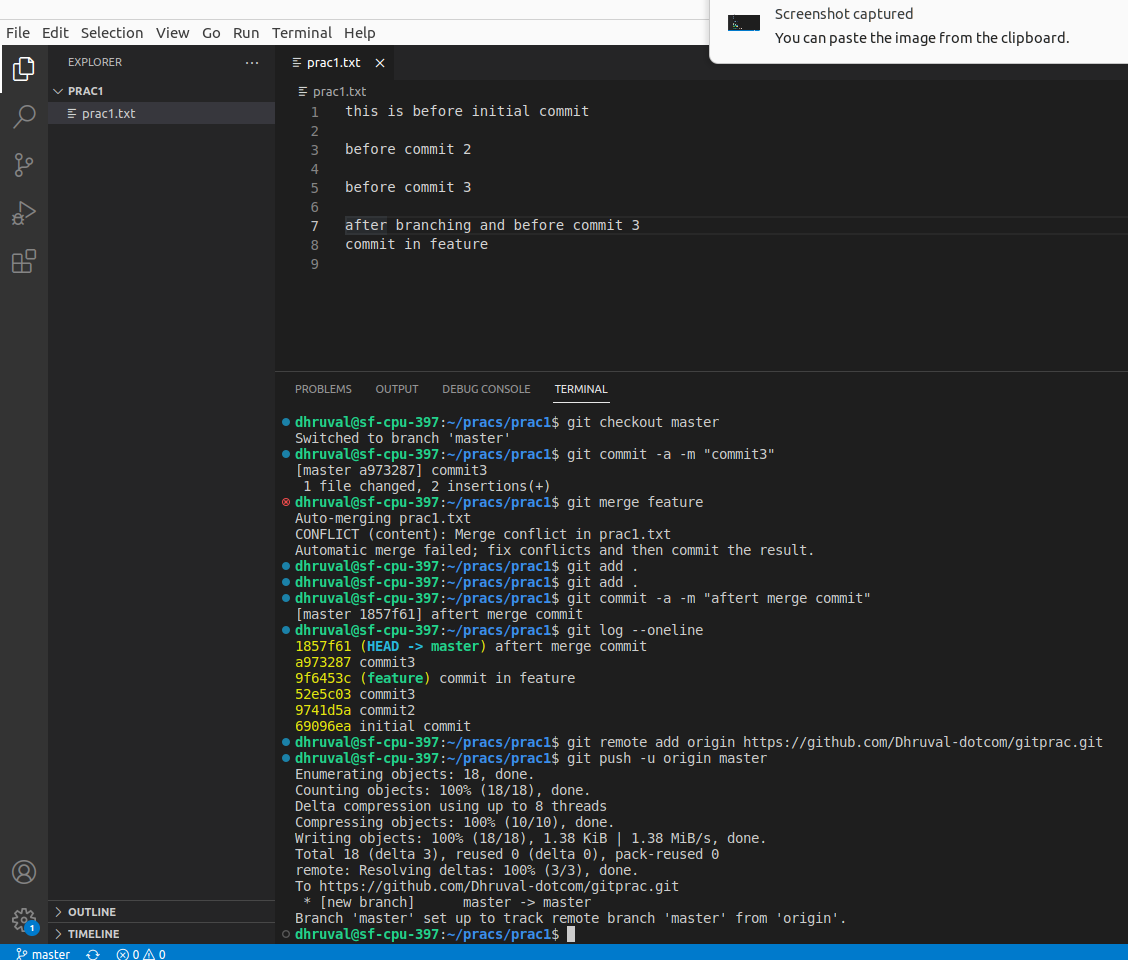 Screenshot captured
You can paste the image from the clipboard.
File Edit Selection View Go Run Terminal Help
EXPLORER ...
PRAC1
prac1.txt
prac1.txt ×
prac1.txt
1 this is before initial commit
2
3 before commit 2
4
5 before commit 3
6
7 after branching and before commit 3
8 commit in feature
9
PROBLEMS OUTPUT DEBUG CONSOLE TERMINAL
dhruval@sf-cpu-397:~/pracs/prac1$ git checkout master
Switched to branch 'master'
dhruval@sf-cpu-397:~/pracs/prac1$ git commit -a -m "commit3"
[master a973287] commit3
1 file changed, 2 insertions(+)
dhruval@sf-cpu-397:~/pracs/prac1$ git merge feature
Auto-merging prac1.txt
CONFLICT (content): Merge conflict in prac1.txt
Automatic merge failed; fix conflicts and then commit the result.
dhruval@sf-cpu-397:~/pracs/prac1$ git add .
dhruval@sf-cpu-397:~/pracs/prac1$ git add .
dhruval@sf-cpu-397:~/pracs/prac1$ git commit -a -m "aftert merge commit"
[master 1857f61] aftert merge commit
dhruval@sf-cpu-397:~/pracs/prac1$ git log --oneline
1857f61 (HEAD -> master) aftert merge commit
a973287 commit3
9f6453c (feature) commit in feature
52e5c03 commit3
9741d5a commit2
69096ea initial commit
dhruval@sf-cpu-397:~/pracs/prac1$ git remote add origin https://github.com/Dhruval-dotcom/gitprac.git
dhruval@sf-cpu-397:~/pracs/prac1$ git push -u origin master
Enumerating objects: 18, done.
Counting objects: 100% (18/18), done.
Delta compression using up to 8 threads
Compressing objects: 100% (10/10), done.
Writing objects: 100% (18/18), 1.38 KiB | 1.38 MiB/s, done.
Total 18 (delta 3), reused 0 (delta 0), pack-reused 0
remote: Resolving deltas: 100% (3/3), done.
To https://github.com/Dhruval-dotcom/gitprac.git
* [new branch] master -> master
Branch 'master' set up to track remote branch 'master' from 'origin'.
dhruval@sf-cpu-397:~/pracs/prac1$
OUTLINE
TIMELINE
1
master 0 0